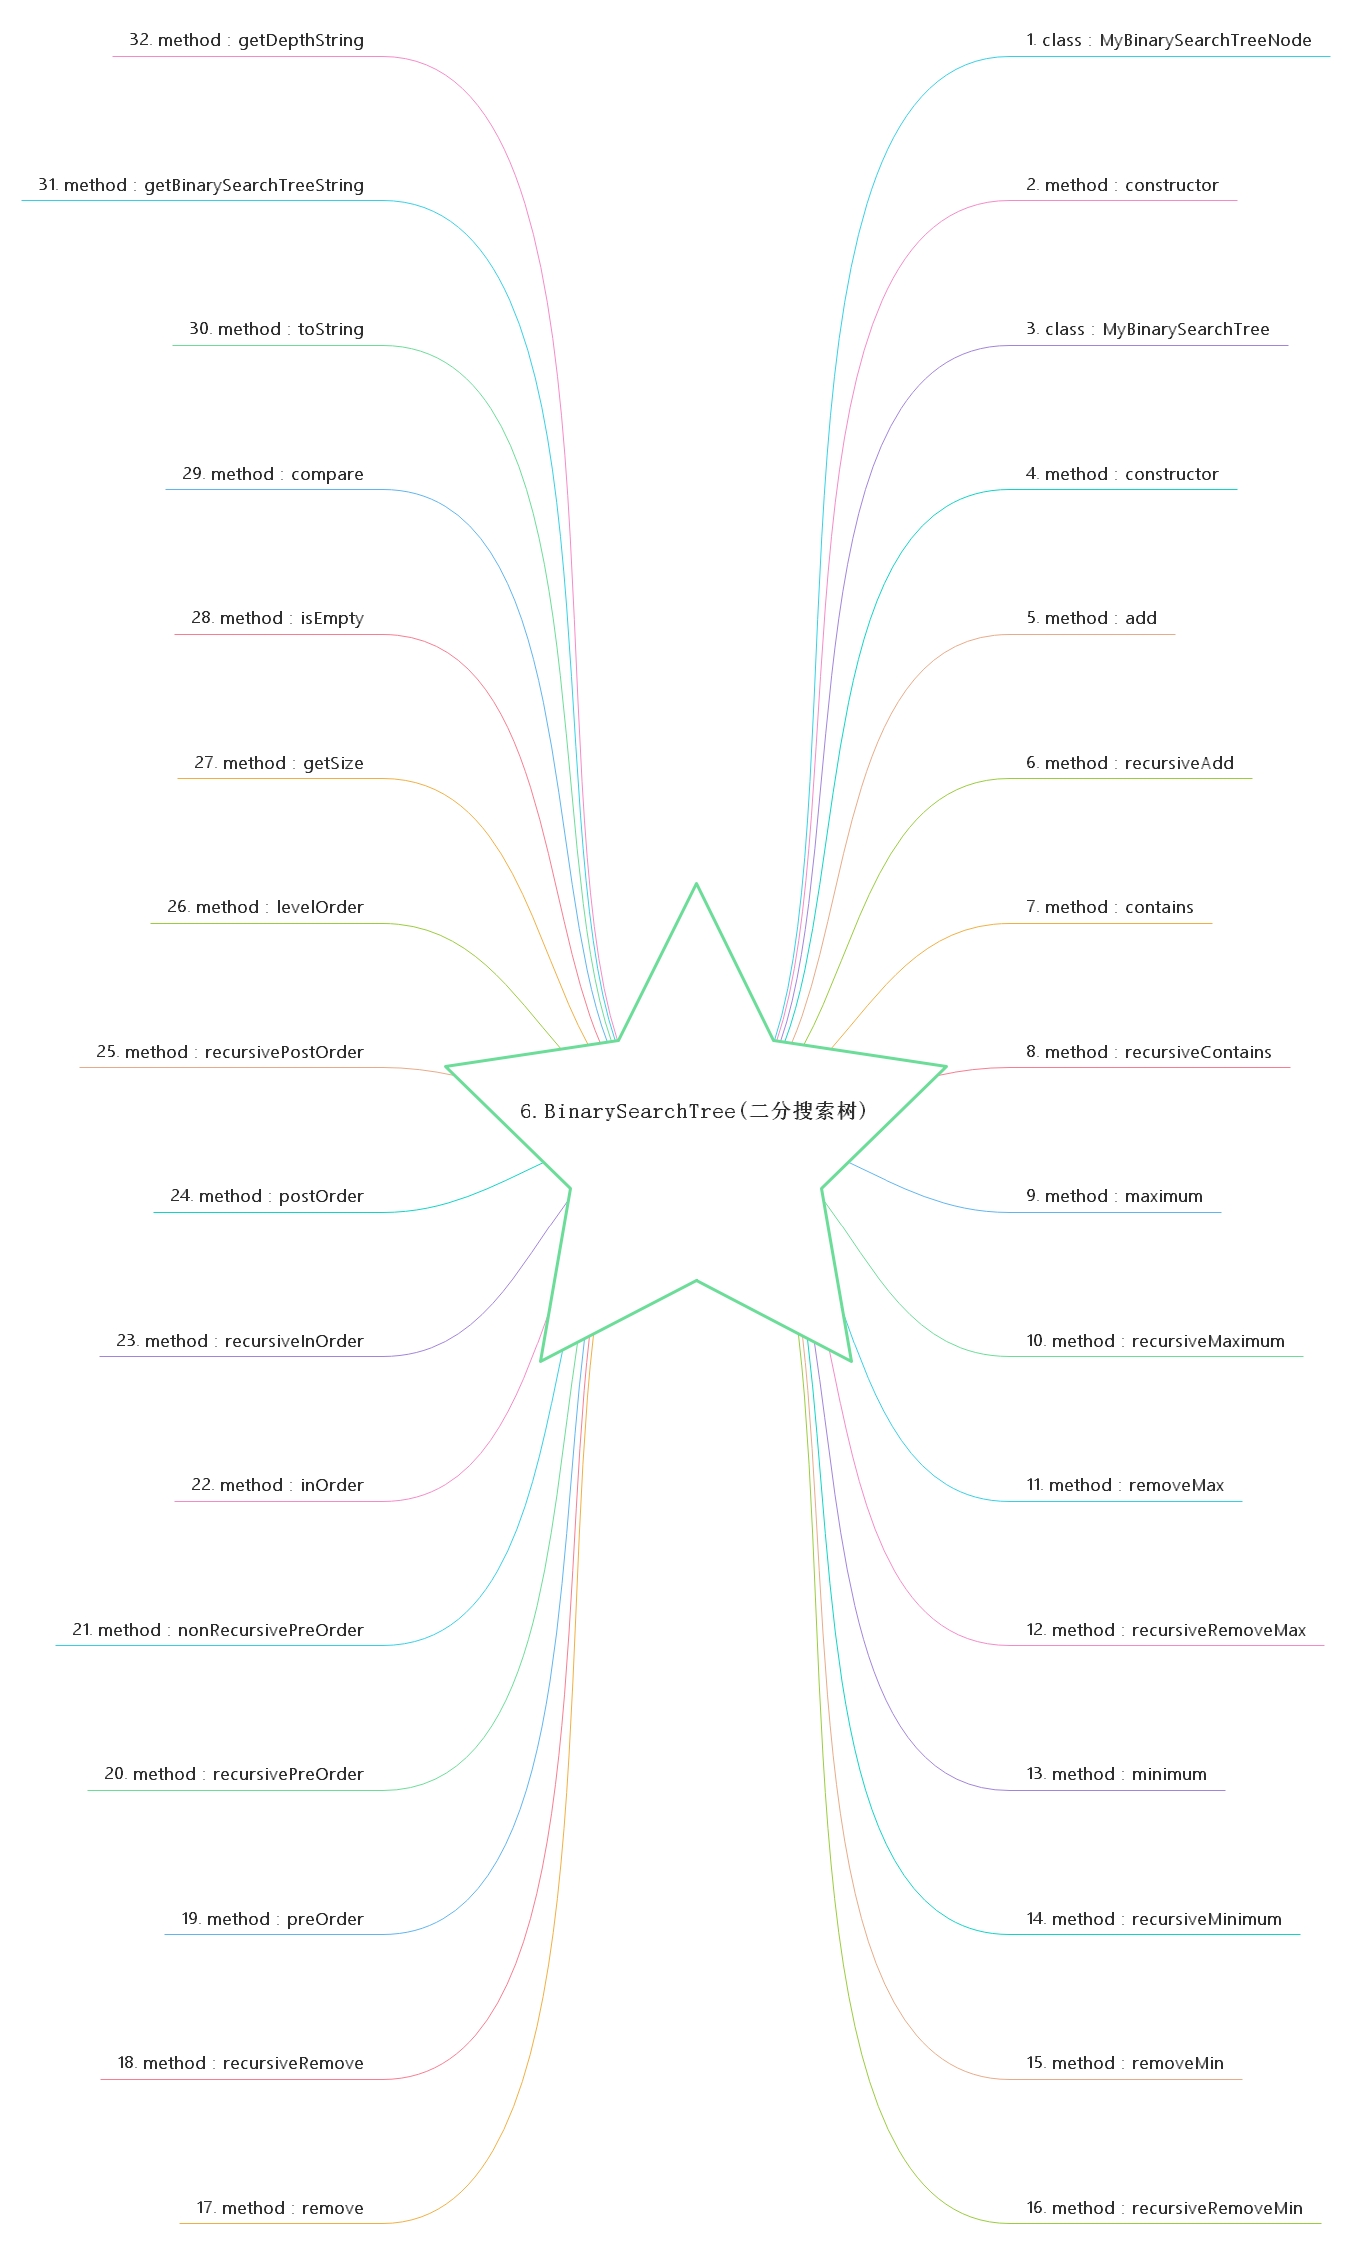 6.BinarySearchTree(二分搜索树)
1. class : MyBinarySearchTreeNode
2. method : constructor
3. class : MyBinarySearchTree
4. method : constructor
5. method : add
6. method : recursiveAdd
7. method : contains
8. method : recursiveContains
9. method : maximum
10. method : recursiveMaximum
11. method : removeMax
12. method : recursiveRemoveMax
13. method : minimum
14. method : recursiveMinimum
15. method : removeMin
16. method : recursiveRemoveMin
17. method : remove
18. method : recursiveRemove
19. method : preOrder
20. method : recursivePreOrder
21. method : nonRecursivePreOrder
22. method : inOrder
23. method : recursiveInOrder
24. method : postOrder
25. method : recursivePostOrder
26. method : levelOrder
27. method : getSize
28. method : isEmpty
29. method : compare
30. method : toString
31. method : getBinarySearchTreeString
32. method : getDepthString